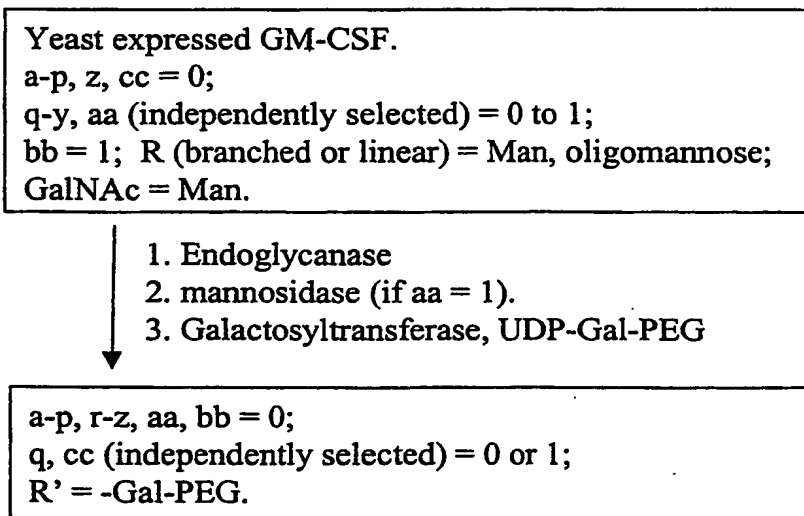 Yeast expressed GM-CSF.
a-p, z, cc = 0;
q-y, aa (independently selected) = 0 to 1;
bb = 1; R (branched or linear) = Man, oligomannose;
GalNAc = Man.
1. Endoglycanase
2. mannosidase (if aa = 1).
3. Galactosyltransferase, UDP-Gal-PEG
a-p, r-z, aa, bb = 0;
q, cc (independently selected) = 0 or 1;
R' = -Gal-PEG.